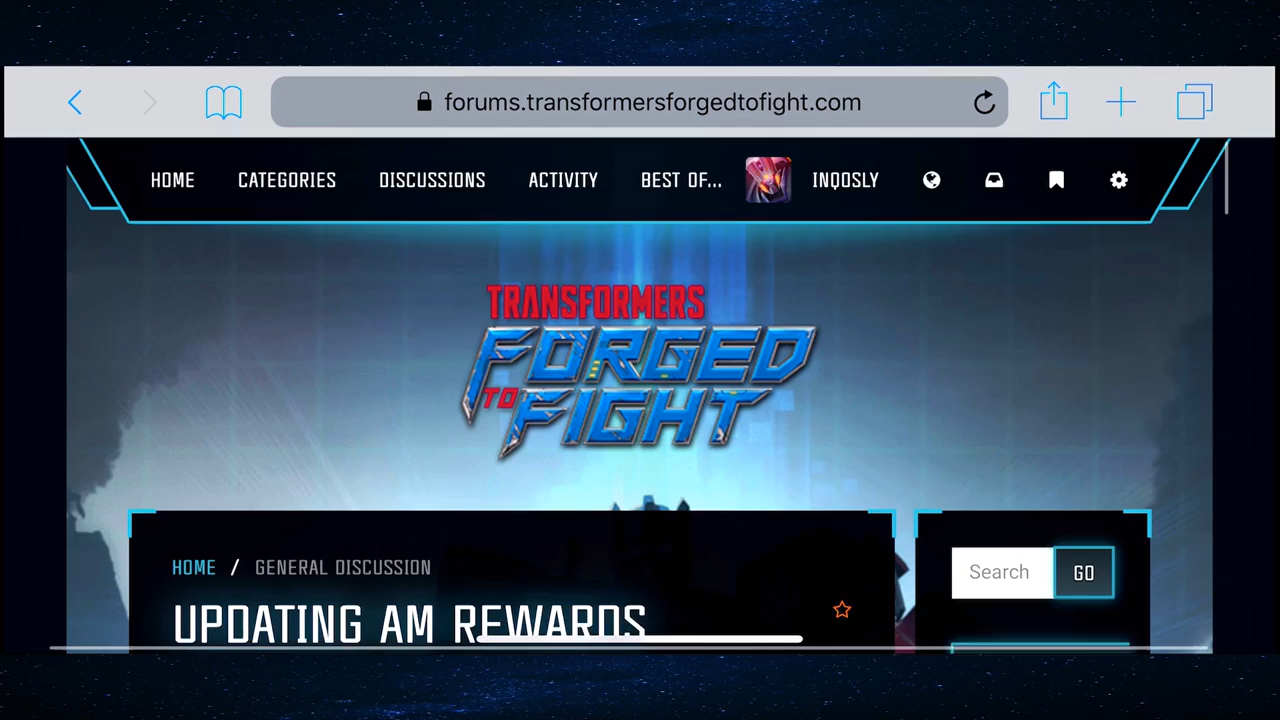 forums.transformersforgedtofight.com
HOME CATEGORIES DISCUSSIONS ACTIVITY BEST OF... INQOSLY
TRANSFORMERS
FORGED
TO FIGHT
HOME / GENERAL DISCUSSION
Search GO
UPDATING AM REWARDS